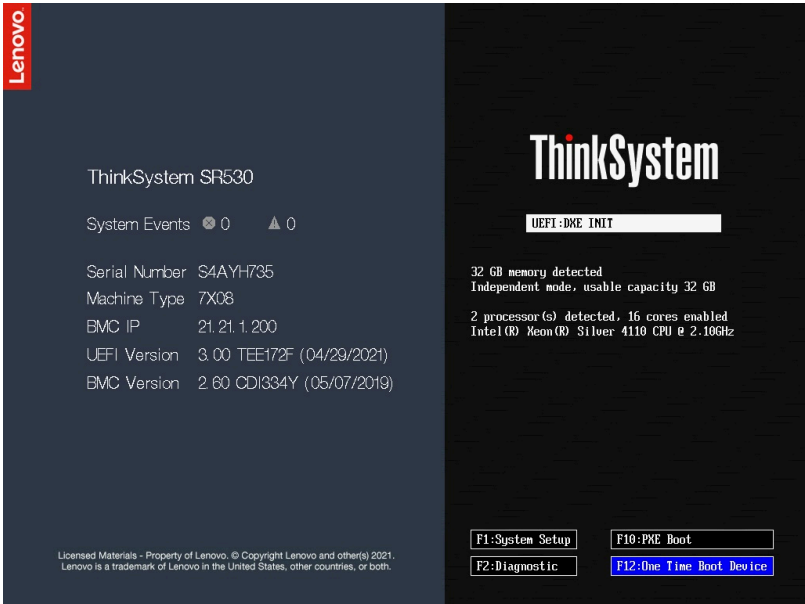 Lenovo.
ThinkSystem SR530
System Events 0 0
Serial Number S4AYH735
Machine Type 7X08
BMC IP 21.21.1.200
UEFI Version 3.00 TEE172F (04/29/2021)
BMC Version 2.60 CDI334Y (05/07/2019)
Licensed Materials - Property of Lenovo. © Copyright Lenovo and other(s) 2021.
Lenovo is a trademark of Lenovo in the United States, other countries, or both.
ThinkSystem
UEFI:DXE INIT
32 GB memory detected
Independent mode, usable capacity 32 GB
2 processor(s) detected, 16 cores enabled
Intel(R) Xeon(R) Silver 4110 CPU @ 2.10GHz
F1:System Setup
F10:PXE Boot
F2:Diagnostic
F12:One Time Boot Device